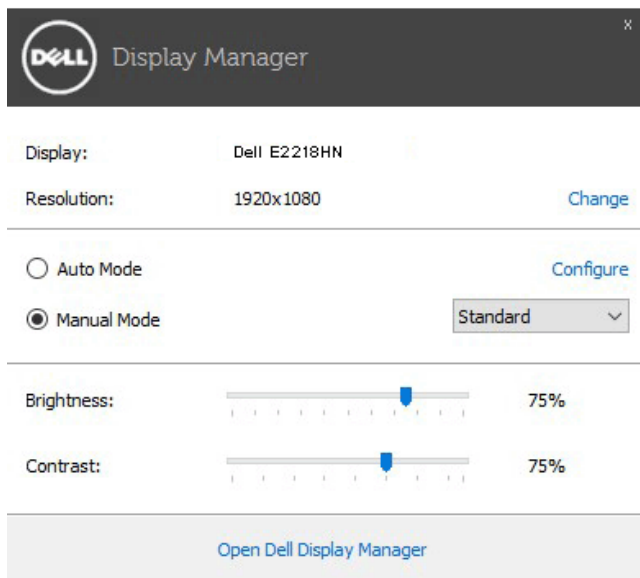 DELL Display Manager
x
Display: Dell E2218HN
Resolution: 1920x1080 Change
Auto Mode Configure
Manual Mode Standard
Brightness: 75%
Contrast: 75%
Open Dell Display Manager